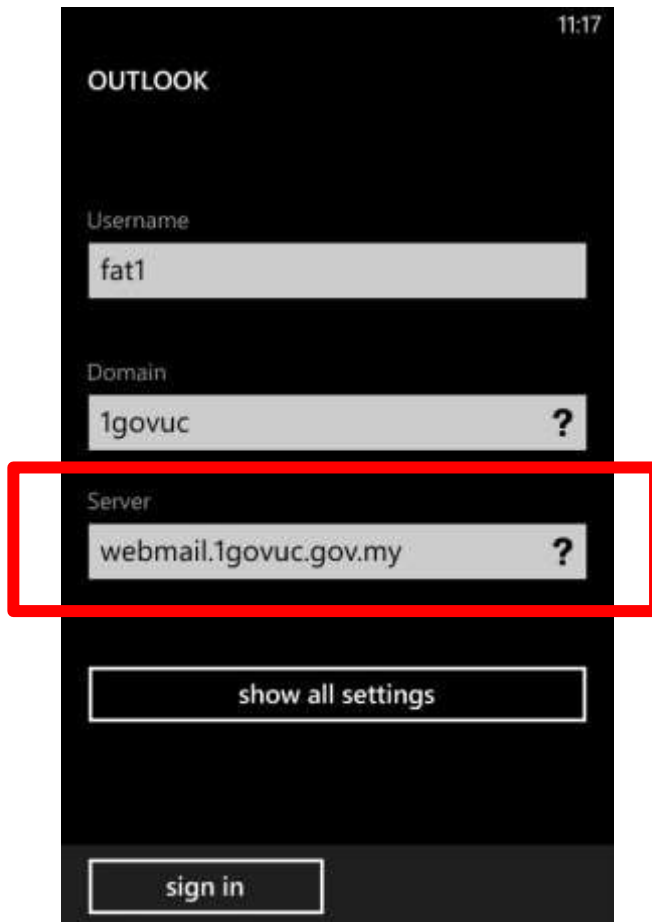 11:17
OUTLOOK
Username
fat1
Domain
1govuc ?
Server
webmail.1govuc.gov.my ?
show all settings
sign in